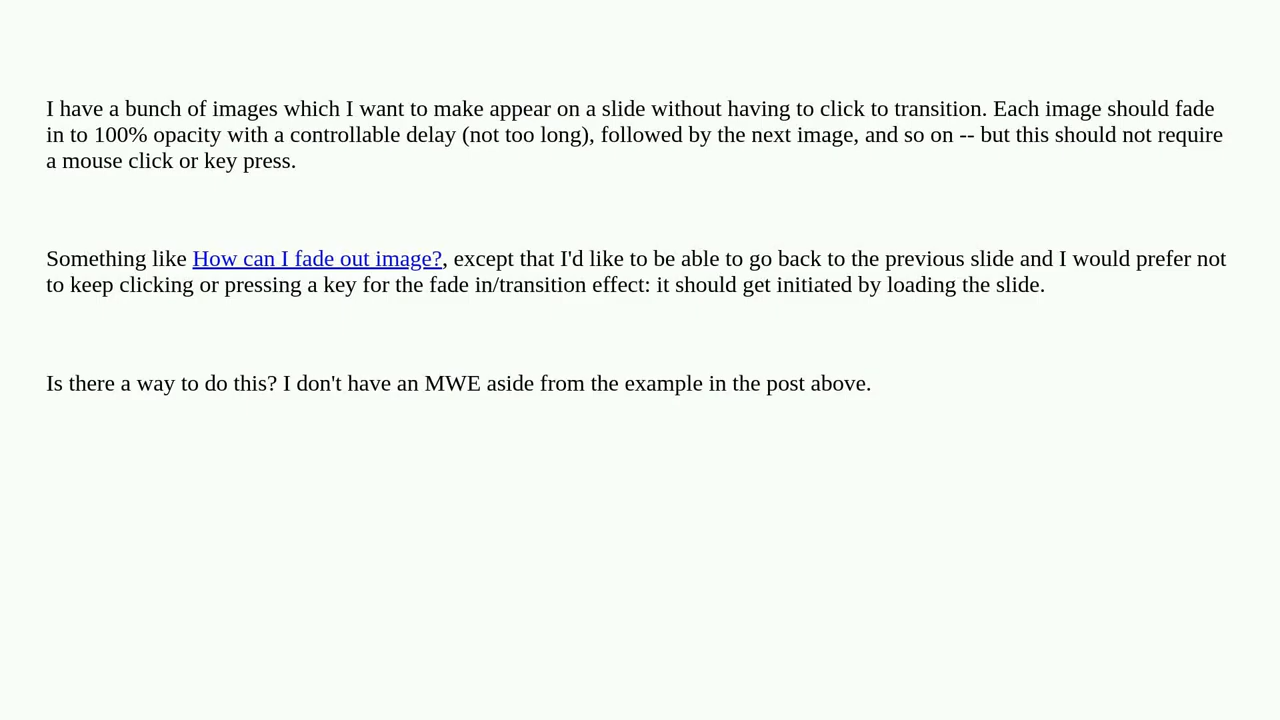 I have a bunch of images which I want to make appear on a slide without having to click to transition. Each image should fade
in to 100% opacity with a controllable delay (not too long), followed by the next image, and so on -- but this should not require
a mouse click or key press.
Something like How can I fade out image?, except that I'd like to be able to go back to the previous slide and I would prefer not
to keep clicking or pressing a key for the fade in/transition effect: it should get initiated by loading the slide.
Is there a way to do this? I don't have an MWE aside from the example in the post above.